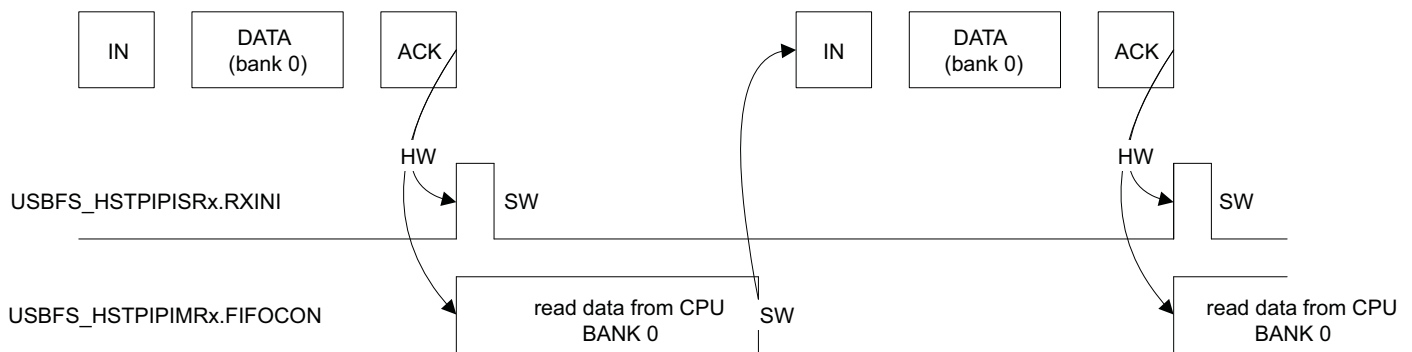 IN
DATA
(bank 0)
ACK
IN
DATA
(bank 0)
ACK
HW
HW
USBFS_HSTPIPISRx.RXINI
SW
SW
USBFS_HSTPIPIMRx.FIFOCON
read data from CPU
BANK 0
SW
read data from CPU
BANK 0